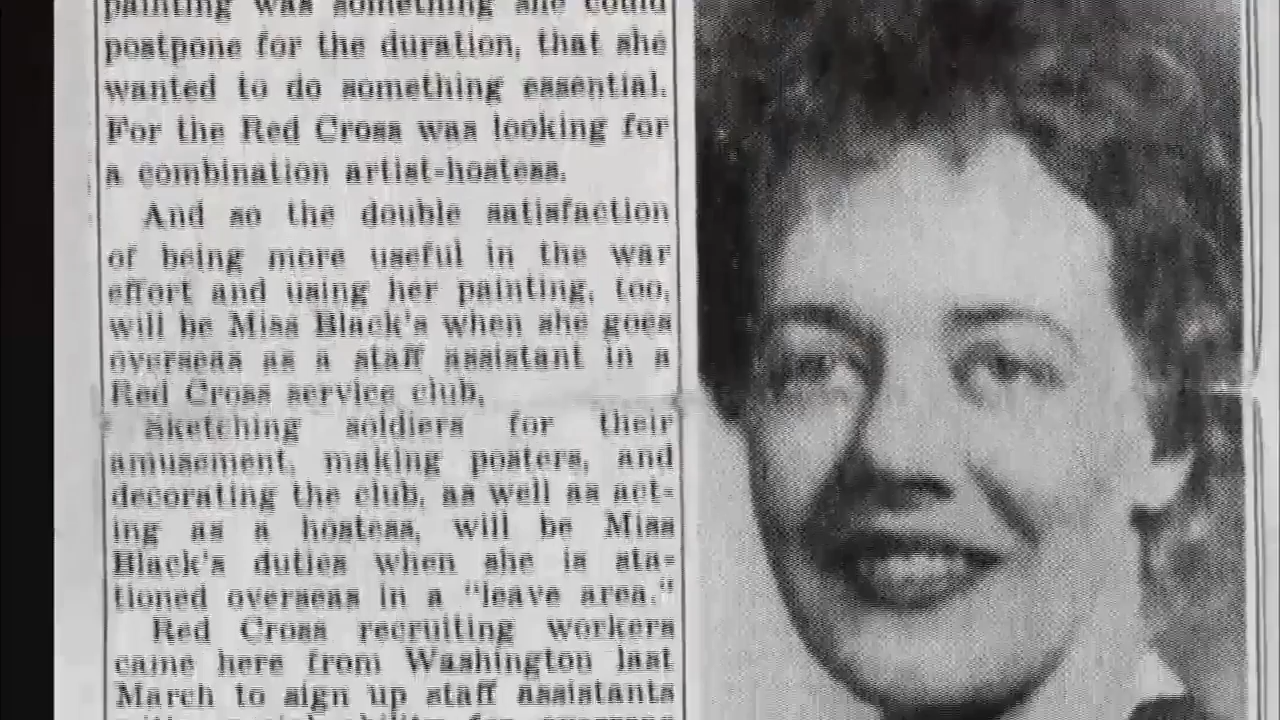 painting was something she could
postpone for the duration, that she
wanted to do something essential.
For the Red Cross was looking for
a combination artist-hostess.
And so the double satisfaction
of being more useful in the war
effort and using her painting, too,
will be Miss Black's when she goes
overseas as a staff assistant in a
Red Cross service club.
Sketching soldiers for their
amusement, making posters, and
decorating the club, as well as act-
ing as a hostess, will be Miss
Black's duties when she is sta-
tioned overseas in a "leave area."
Red Cross recruiting workers
came here from Washington last
March to sign up staff assistants